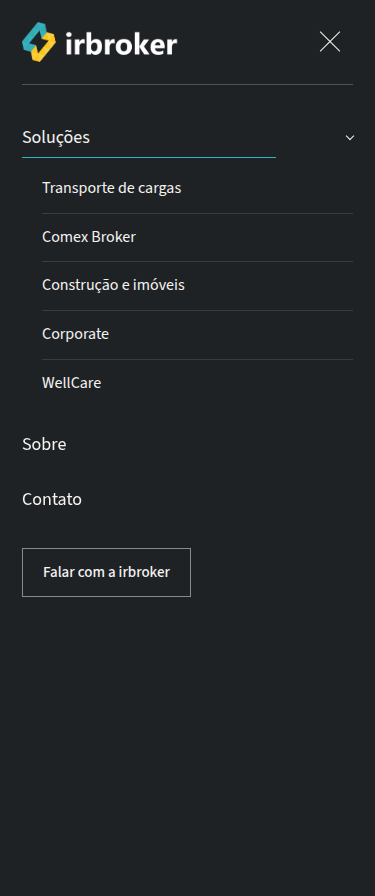 irbroker
Soluções
Transporte de cargas
Comex Broker
Construção e imóveis
Corporate
WellCare
Sobre
Contato
Falar com a irbroker